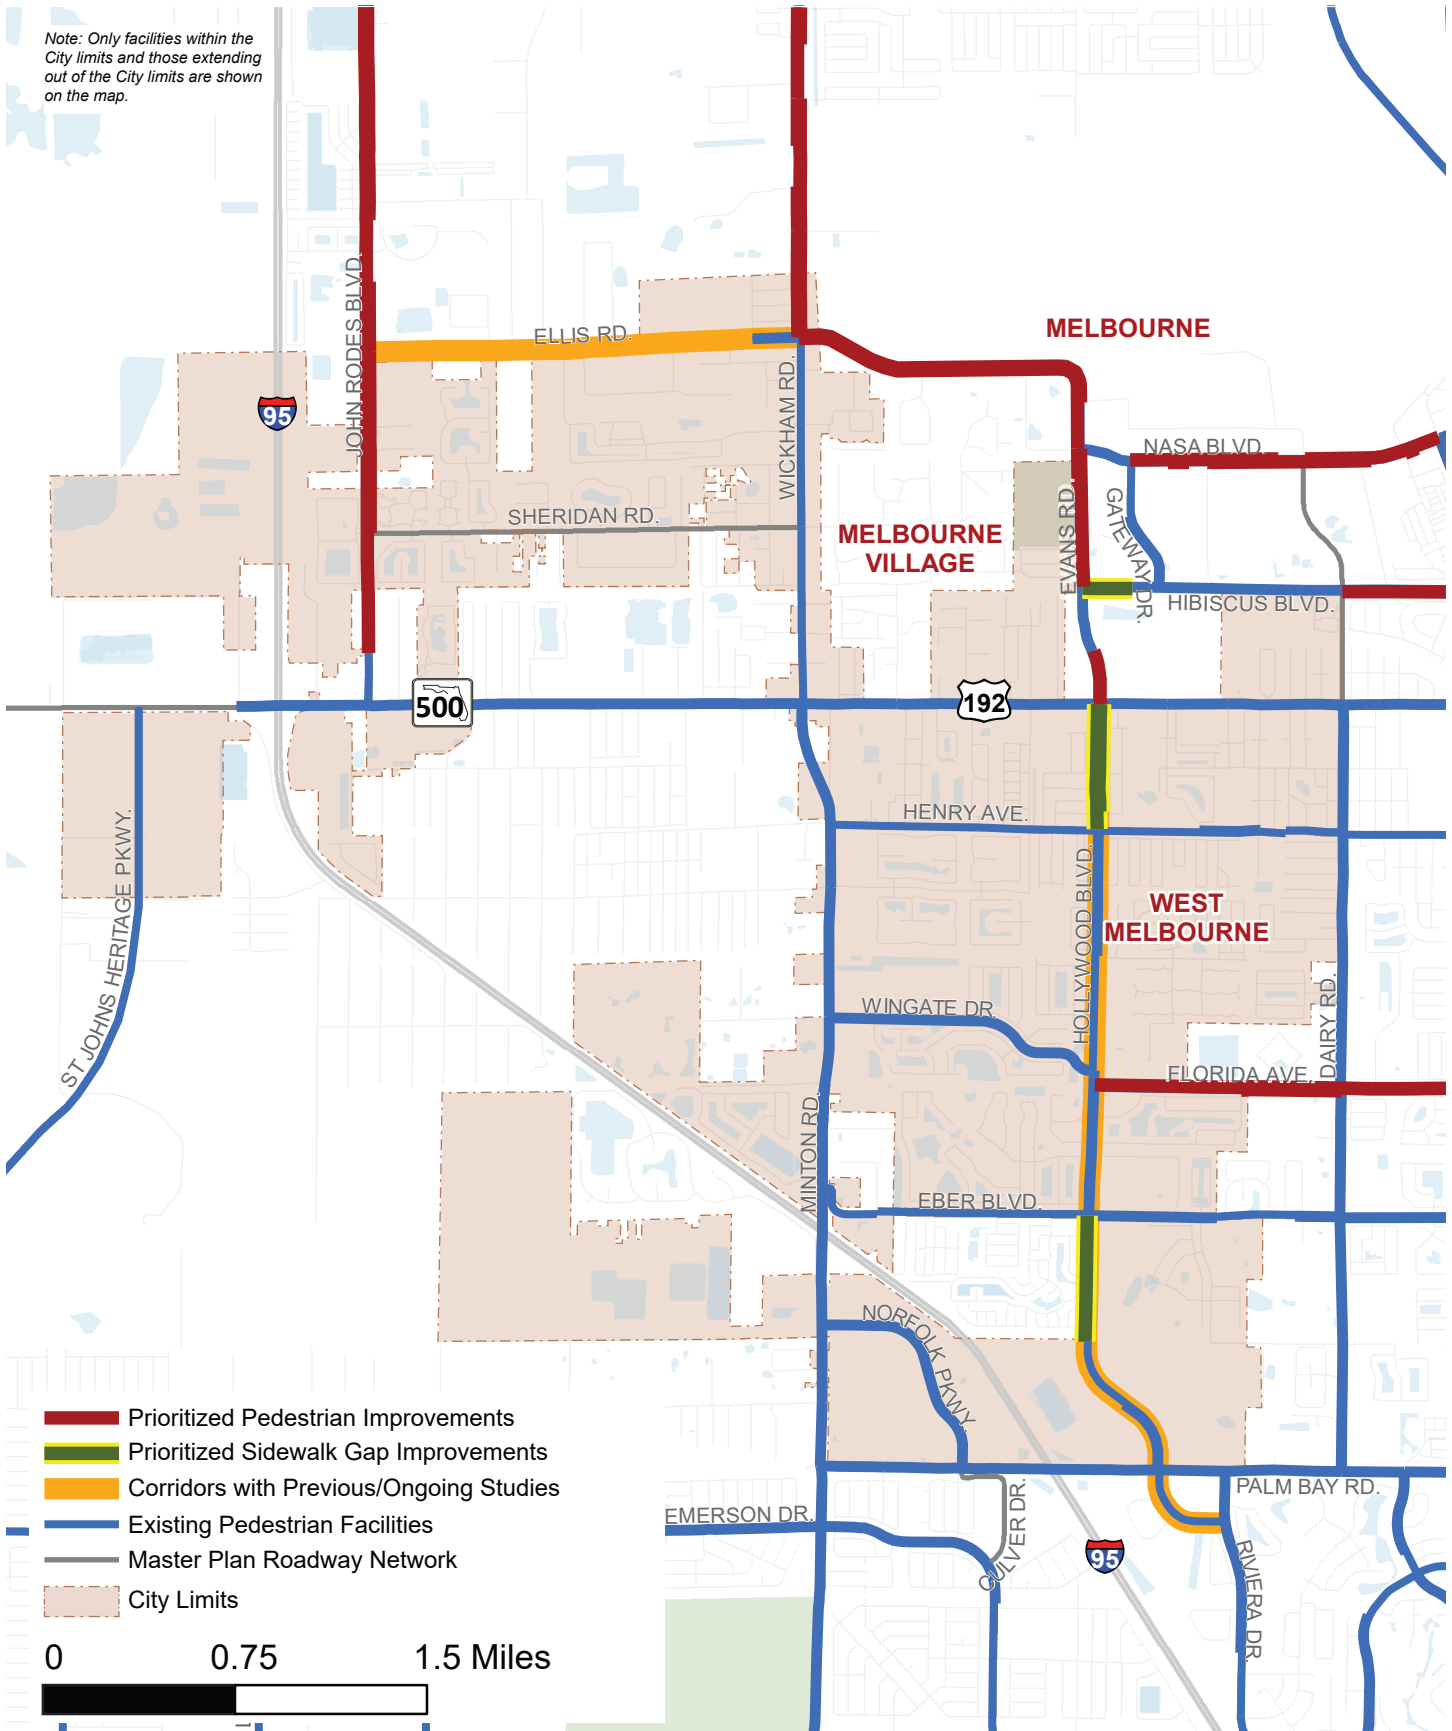 Note: Only facilities within the
City limits and those extending
out of the City limits are shown
on the map.
JOHN RODES BLVD.
ELLIS RD.
MELBOURNE
95
WICKHAM RD.
NASA BLVD.
SHERIDAN RD.
MELBOURNE
VILLAGE
EVANS RD.
GATEWAY DR.
HIBISCUS BLVD.
500
192
HENRY AVE.
ST JOHNS HERITAGE PKWY.
HOLLYWOOD BLVD.
WEST
MELBOURNE
WINGATE DR.
DAIRY RD.
FLORIDA AVE.
MINTON RD.
EBER BLVD.
NORFOLK PKWY.
PALM BAY RD.
EMERSON DR.
CULVER DR.
95
RIVIERA DR.
Prioritized Pedestrian Improvements
Prioritized Sidewalk Gap Improvements
Corridors with Previous/Ongoing Studies
Existing Pedestrian Facilities
Master Plan Roadway Network
City Limits
0 0.75 1.5 Miles